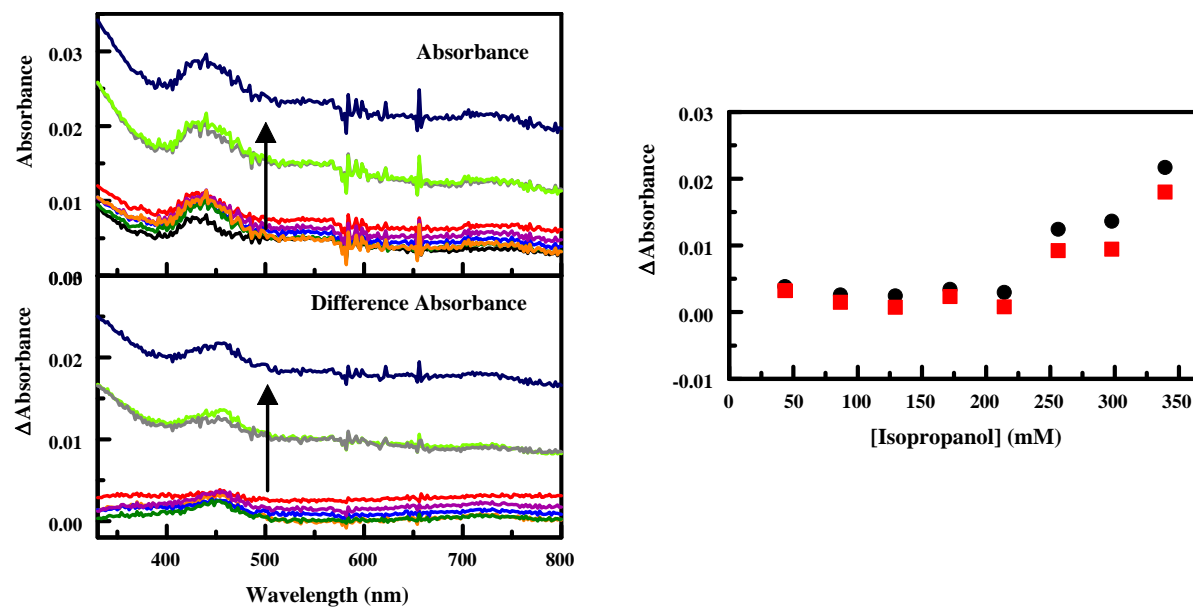 Absorbance
0.03
0.02
0.01
0.00
Absorbance
Difference Absorbance
ΔAbsorbance
0.02
0.01
0.00
400 500 600 700 800
Wavelength (nm)
ΔAbsorbance
0.03
0.02
0.01
0.00
-0.01
0 50 100 150 200 250 300 350
[Isopropanol] (mM)